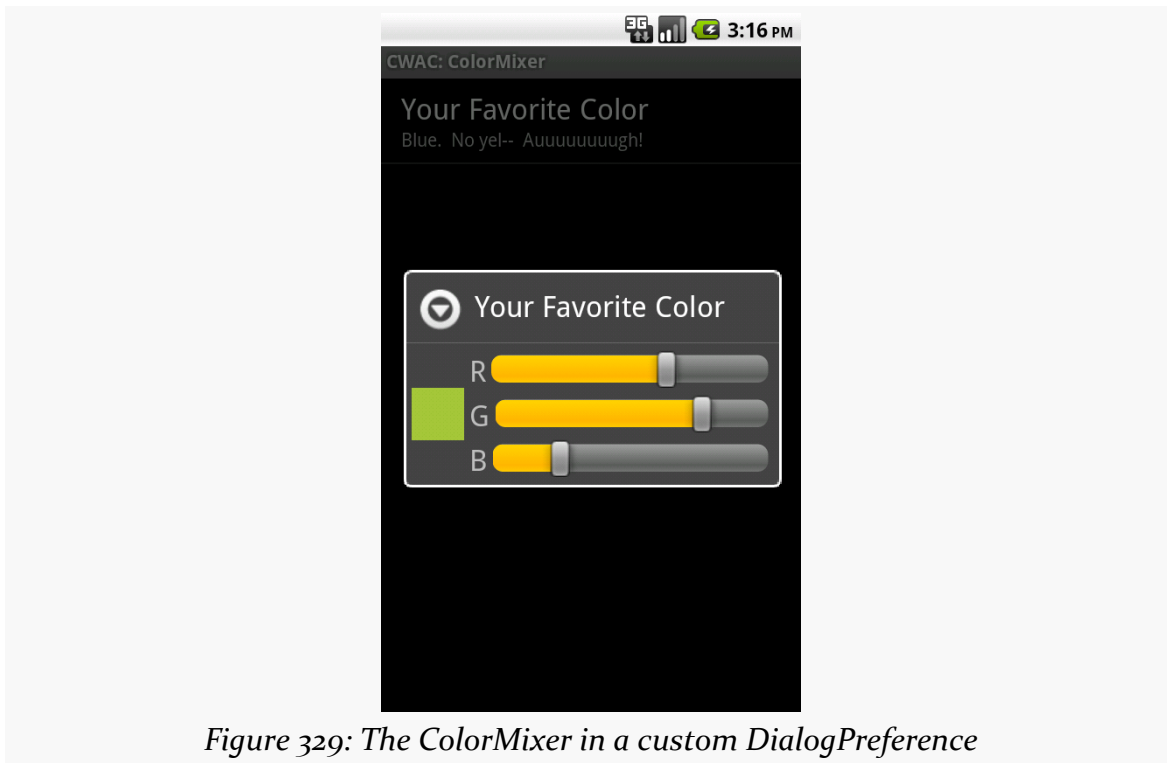 3G 3:16 PM
CWAC: ColorMixer
Your Favorite Color
Blue.  No yel--  Auuuuuuuugh!
Your Favorite Color
R
G
B
Figure 329: The ColorMixer in a custom DialogPreference